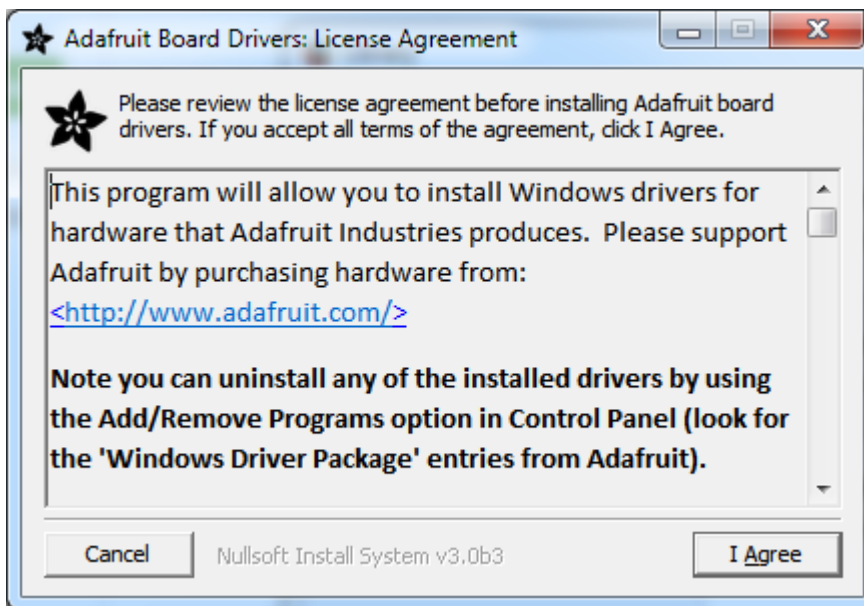 Adafruit Board Drivers: License Agreement
Please review the license agreement before installing Adafruit board
drivers. If you accept all terms of the agreement, click I Agree.
This program will allow you to install Windows drivers for
hardware that Adafruit Industries produces.  Please support
Adafruit by purchasing hardware from:
<http://www.adafruit.com/>
Note you can uninstall any of the installed drivers by using
the Add/Remove Programs option in Control Panel (look for
the 'Windows Driver Package' entries from Adafruit).
Cancel
Nullsoft Install System v3.0b3
I Agree